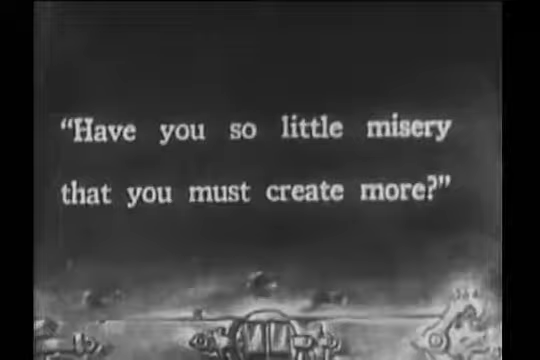 “Have you so little misery
that you must create more?”